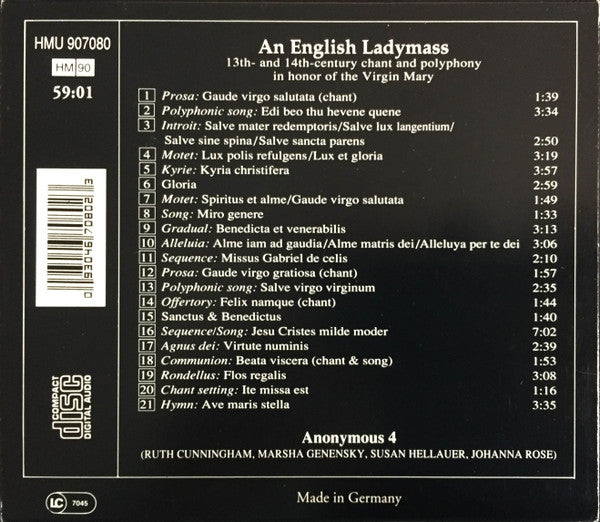 HMU 907080
HM 90
59:01
An English Ladymass
13th- and 14th-century chant and polyphony
in honor of the Virgin Mary
1 Prosa: Gaude virgo salutata (chant) 1:39
2 Polyphonic song: Edi beo thu hevene quene 3:34
3 Introit: Salve mater redemptoris/Salve lux langentium/
Salve sine spina/Salve sancta parens 2:50
4 Motet: Lux polis refulgens/Lux et gloria 3:19
5 Kyrie: Kyria christifera 3:57
6 Gloria 2:59
7 Motet: Spiritus et alme/Gaude virgo salutata 1:49
8 Song: Miro genere 1:33
9 Gradual: Benedicta et venerabilis 3:13
10 Alleluia: Alme iam ad gaudia/Alme matris dei/Alleluya per te dei 3:06
11 Sequence: Missus Gabriel de celis 2:10
12 Prosa: Gaude virgo gratiosa (chant) 1:57
13 Polyphonic song: Salve virgo virginum 2:35
14 Offertory: Felix namque (chant) 1:44
15 Sanctus & Benedictus 1:40
16 Sequence/Song: Jesu Cristes milde moder 7:02
17 Agnus dei: Virtute numinis 2:39
18 Communion: Beata viscera (chant & song) 1:53
19 Rondellus: Flos regalis 3:08
20 Chant setting: Ite missa est 1:16
21 Hymn: Ave maris stella 3:35
0 93046 70802 3
COMPACT
disc
DIGITAL AUDIO
Anonymous 4
(RUTH CUNNINGHAM, MARSHA GENENSKY, SUSAN HELLAUER, JOHANNA ROSE)
LC 7045
Made in Germany